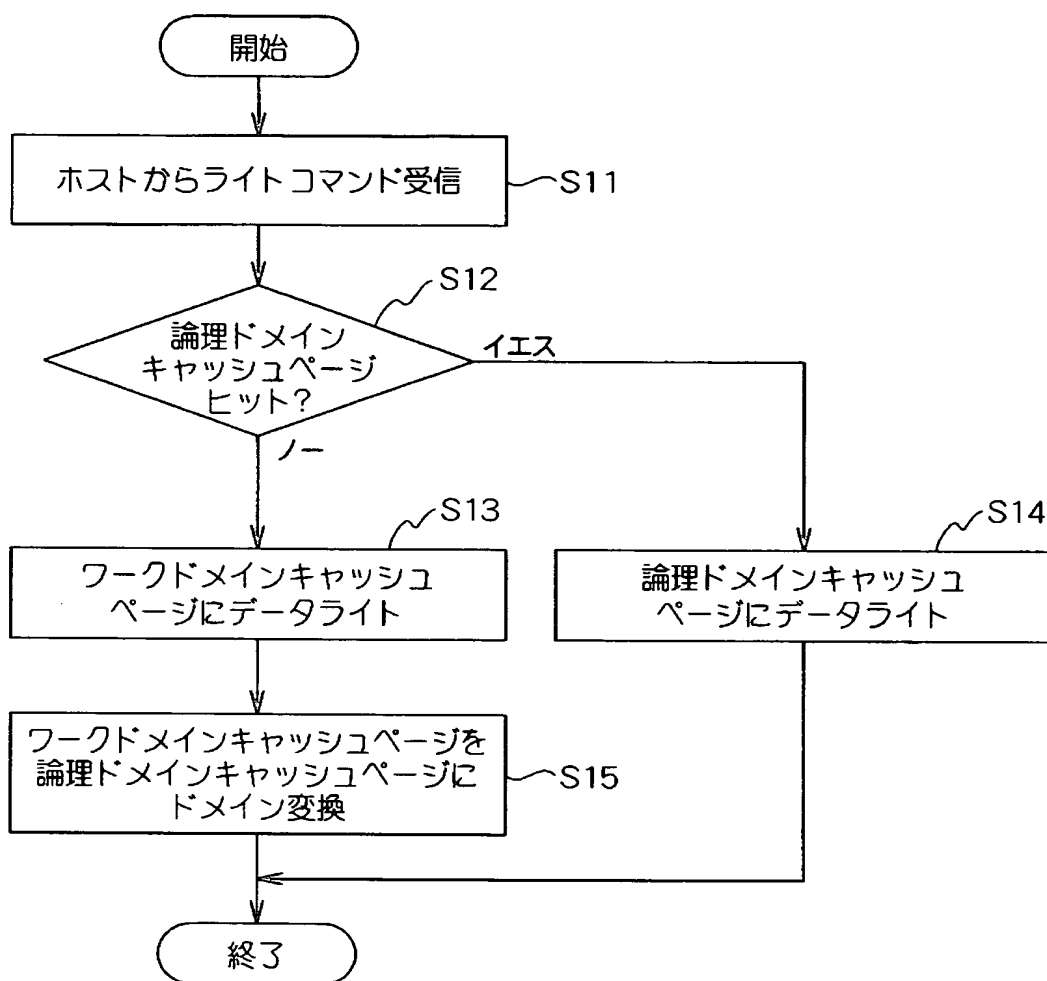 開始
ホストからライトコマンド受信
S11
S12
論理ドメイン
キャッシュページ
ヒット?
イエス
ノー
S13
ワークドメインキャッシュ
ページにデータライト
S14
論理ドメインキャッシュ
ページにデータライト
ワークドメインキャッシュページを
論理ドメインキャッシュページに
ドメイン変換
S15
終了